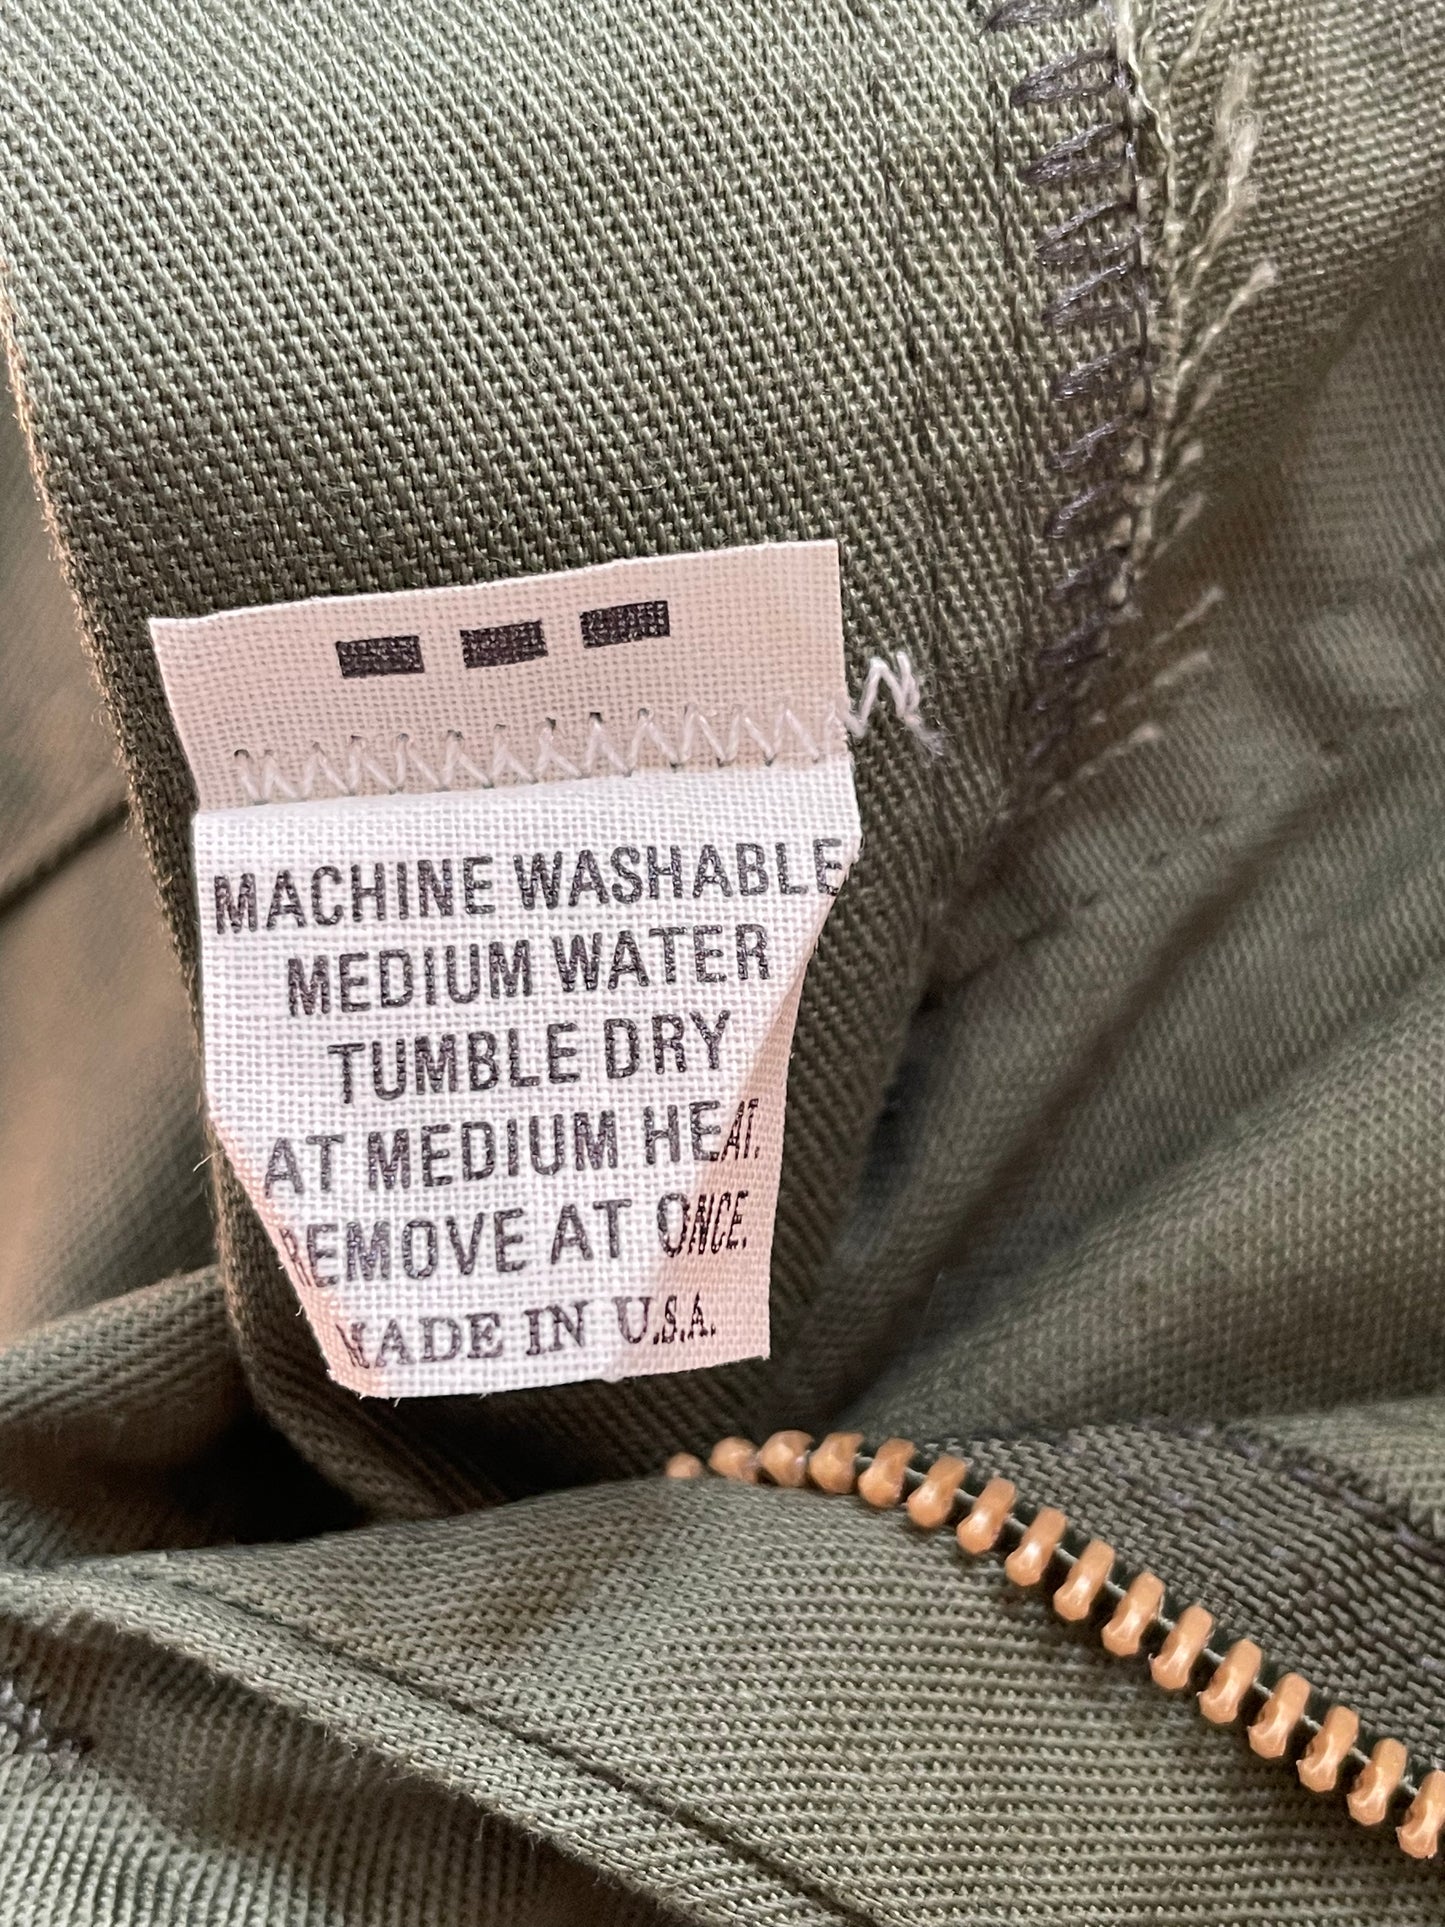 MACHINE WASHABLE
MEDIUM WATER
TUMBLE DRY
AT MEDIUM HEAT.
REMOVE AT ONCE.
MADE IN U.S.A.